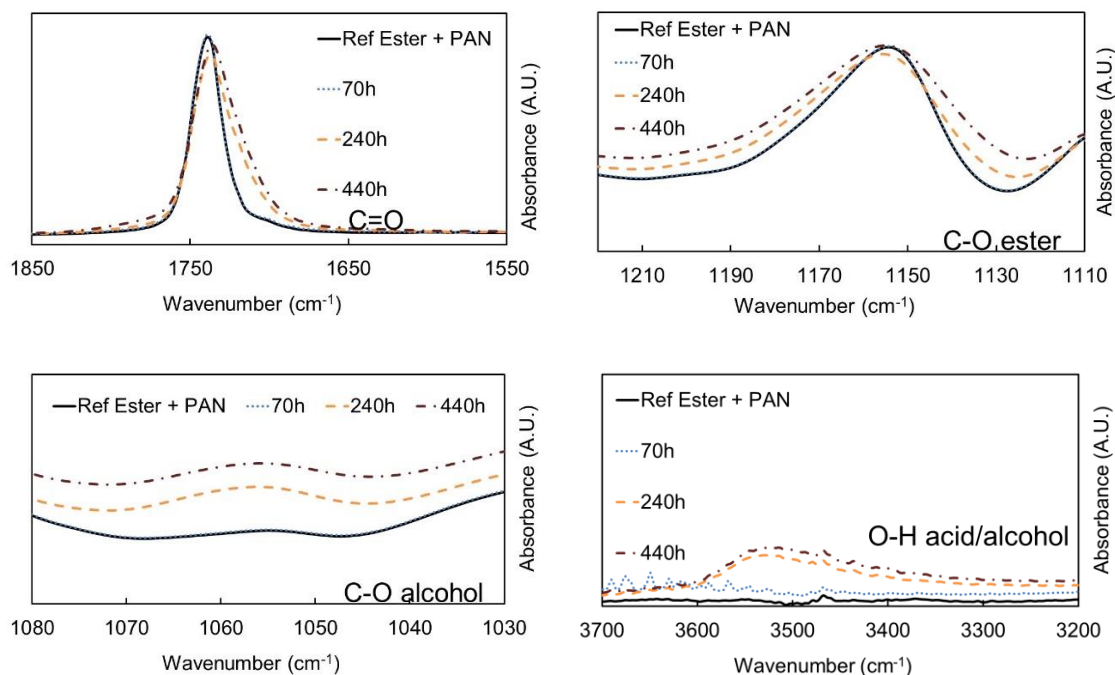 Ref Ester + PAN
70h
240h
440h
C=O
1850 1750 1650 1550
Wavenumber (cm-1)
Absorbance (A.U.)
Ref Ester + PAN
70h
240h
440h
C-O ester
1210 1190 1170 1150 1130 1110
Wavenumber (cm-1)
Absorbance (A.U.)
Ref Ester + PAN 70h 240h 440h
C-O alcohol
1080 1070 1060 1050 1040 1030
Wavenumber (cm-1)
Absorbance (A.U.)
Ref Ester + PAN
70h
240h
440h
O-H acid/alcohol
3700 3600 3500 3400 3300 3200
Wavenumber (cm-1)
Absorbance (A.U.)